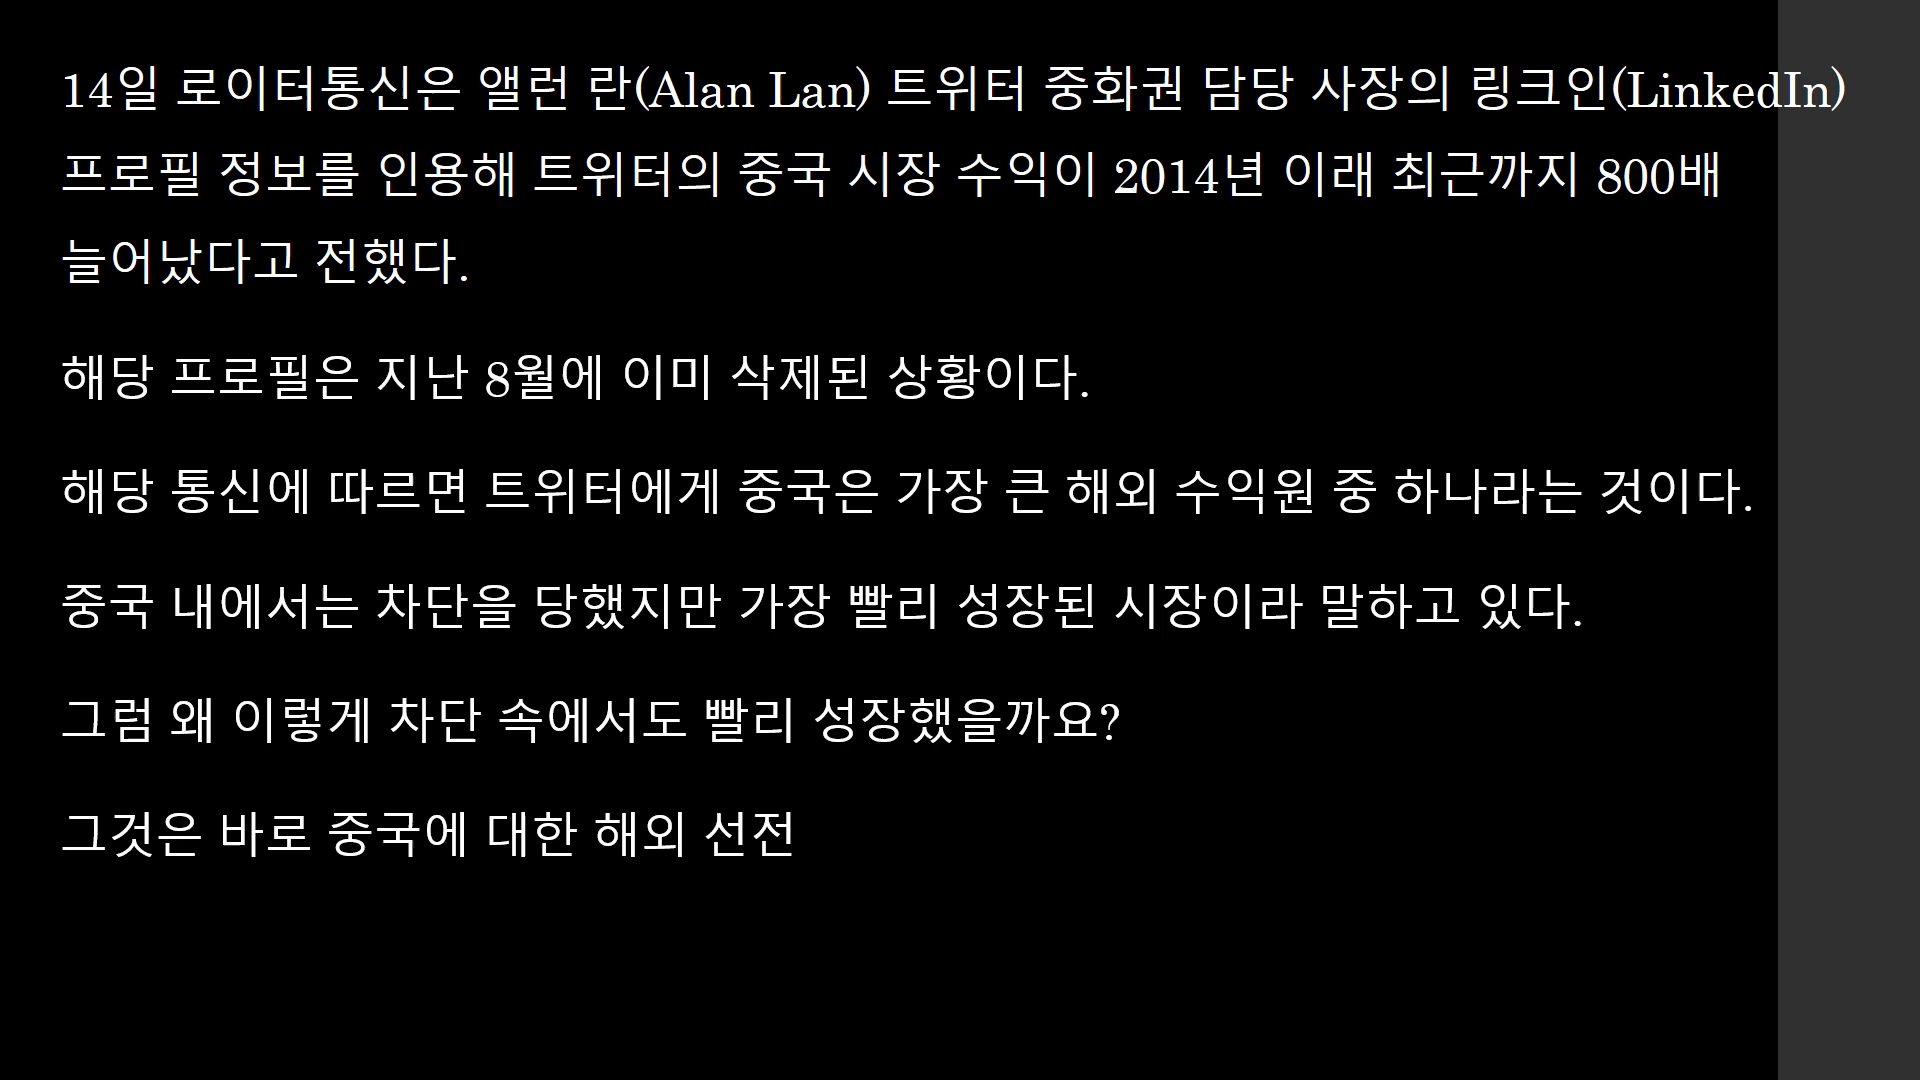 14일 로이터통신은 앨런 란(Alan Lan) 트위터 중화권 담당 사장의 링크인(LinkedIn)
프로필 정보를 인용해 트위터의 중국 시장 수익이 2014년 이래 최근까지 800배
늘어났다고 전했다.
해당 프로필은 지난 8월에 이미 삭제된 상황이다.
해당 통신에 따르면 트위터에게 중국은 가장 큰 해외 수익원 중 하나라는 것이다.
중국 내에서는 차단을 당했지만 가장 빨리 성장된 시장이라 말하고 있다.
그럼 왜 이렇게 차단 속에서도 빨리 성장했을까요?
그것은 바로 중국에 대한 해외 선전